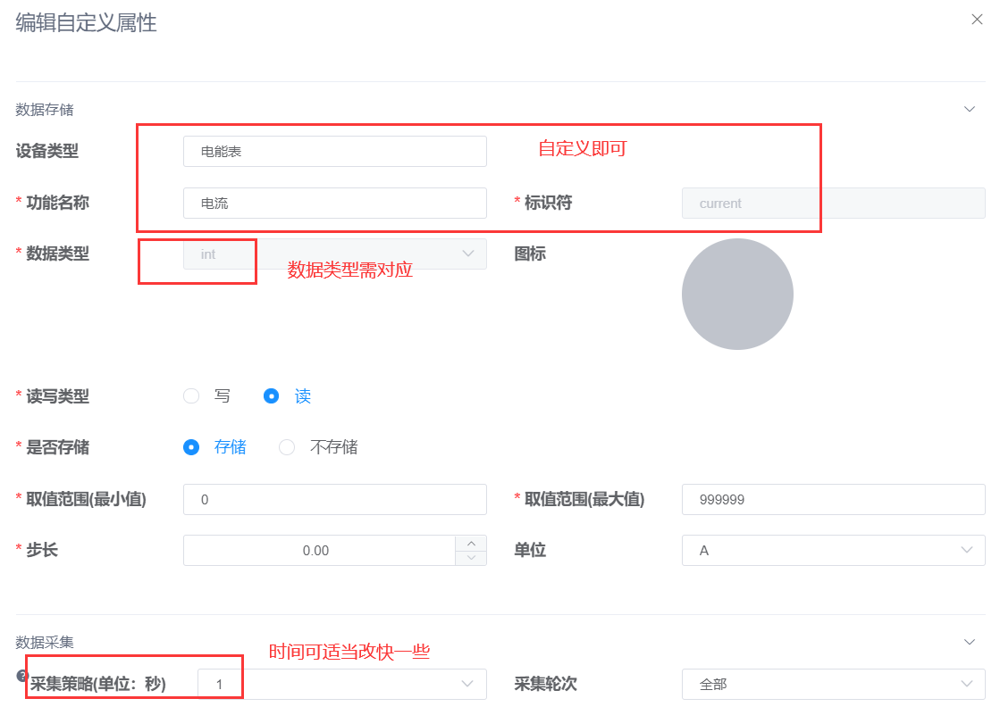 编辑自定义属性
数据存储
设备类型 电能表 自定义即可
* 功能名称 电流 * 标识符 current
* 数据类型 int 数据类型需对应 图标
* 读写类型 写 读
* 是否存储 存储 不存储
* 取值范围(最小值) 0 * 取值范围(最大值) 999999
* 步长 0.00 单位 A
数据采集
时间可适当改快一些
? 采集策略(单位：秒) 1 采集轮次 全部